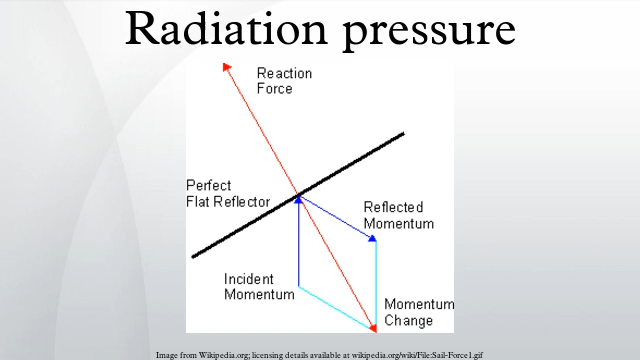 Radiation pressure
Reaction
Force
Perfect
Flat Reflector
Reflected
Momentum
Incident
Momentum
Momentum
Change
Image from Wikipedia.org; licensing details available at wikipedia.org/wiki/File:Sail-Force1.gif